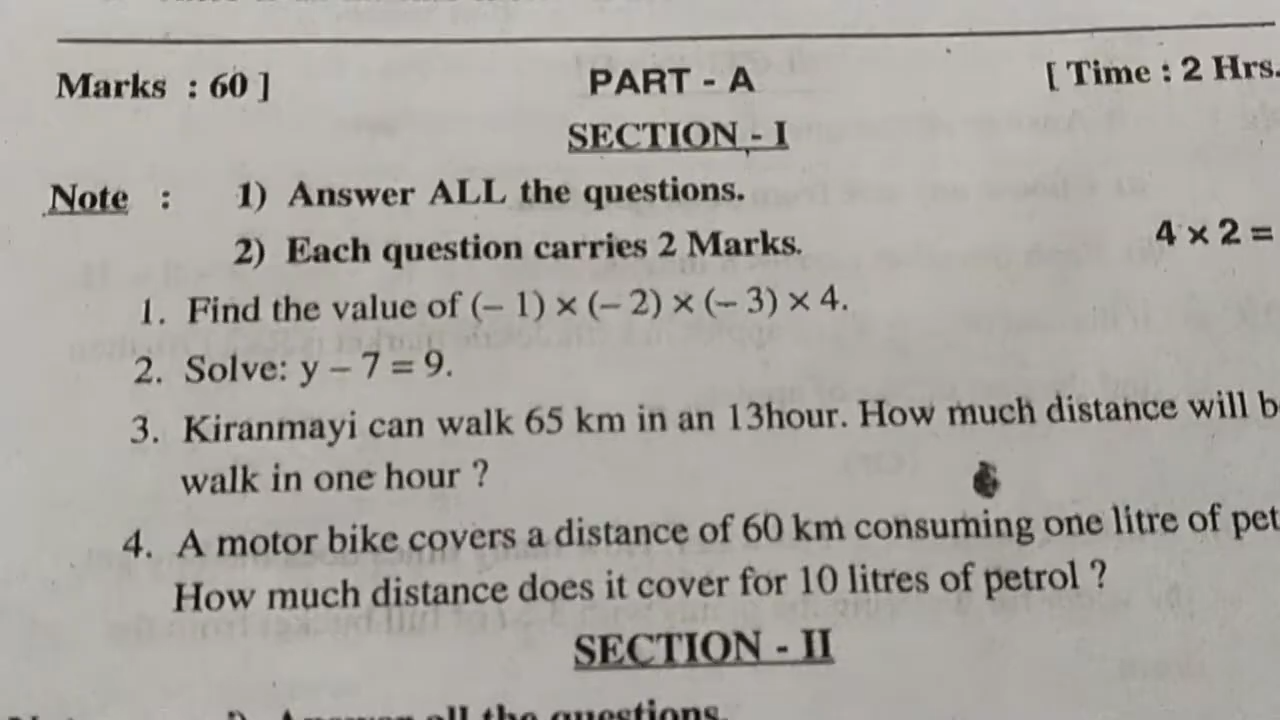 Marks : 60 ] PART - A [ Time : 2 Hrs.
SECTION - I
Note : 1) Answer ALL the questions.
2) Each question carries 2 Marks. 4 × 2 =
1. Find the value of (– 1) × (– 2) × (– 3) × 4.
2. Solve: y – 7 = 9.
3. Kiranmayi can walk 65 km in an 13hour. How much distance will b
walk in one hour ?
4. A motor bike covers a distance of 60 km consuming one litre of pet
How much distance does it cover for 10 litres of petrol ?
SECTION - II
Answer all the questions.